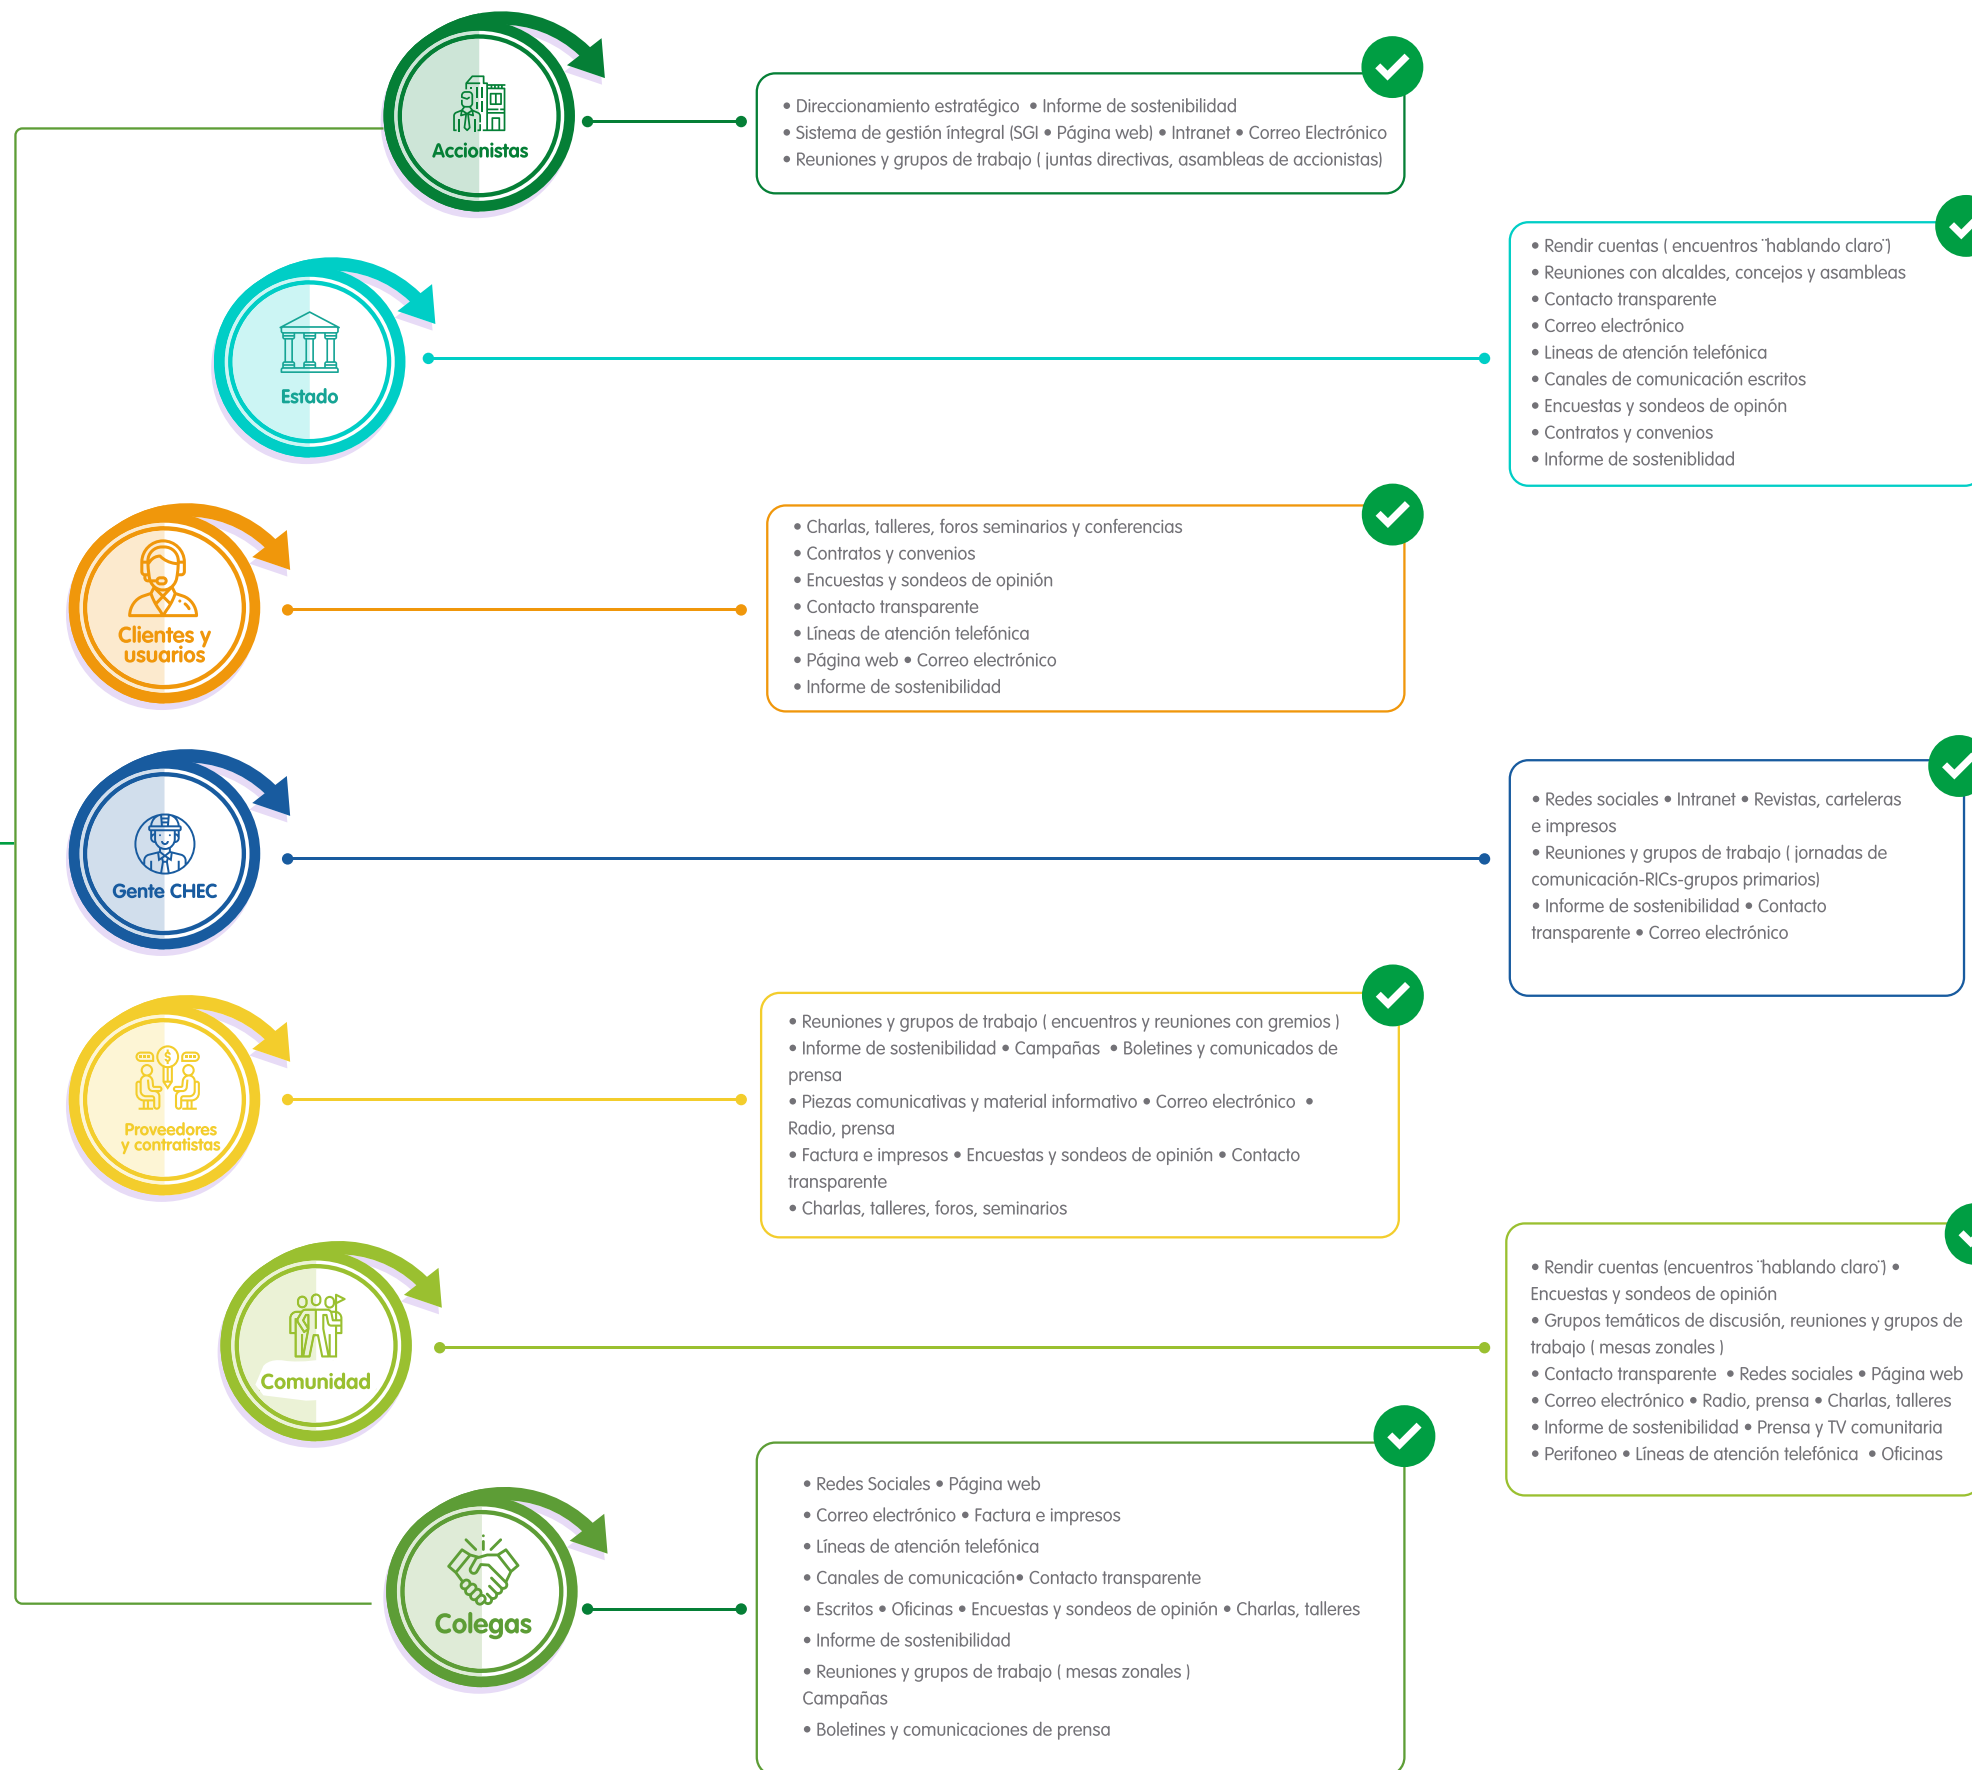 Accionistas
• Direccionamiento estratégico • Informe de sostenibilidad
• Sistema de gestión íntegral (SGI • Página web) • Intranet • Correo Electrónico
• Reuniones y grupos de trabajo ( juntas directivas, asambleas de accionistas)
Estado
• Rendir cuentas ( encuentros ¨hablando claro¨)
• Reuniones con alcaldes, concejos y asambleas
• Contacto transparente
• Correo electrónico
• Lineas de atención telefónica
• Canales de comunicación escritos
• Encuestas y sondeos de opinón
• Contratos y convenios
• Informe de sosteniblidad
Clientes y
usuarios
• Charlas, talleres, foros seminarios y conferencias
• Contratos y convenios
• Encuestas y sondeos de opinión
• Contacto transparente
• Líneas de atención telefónica
• Página web • Correo electrónico
• Informe de sostenibilidad
Gente CHEC
• Redes sociales • Intranet • Revistas, carteleras
e impresos
• Reuniones y grupos de trabajo ( jornadas de
comunicación-RICs-grupos primarios)
• Informe de sostenibilidad • Contacto
transparente • Correo electrónico
Proveedores
y contratistas
• Reuniones y grupos de trabajo ( encuentros y reuniones con gremios )
• Informe de sostenibilidad • Campañas • Boletines y comunicados de
prensa
• Piezas comunicativas y material informativo • Correo electrónico •
Radio, prensa
• Factura e impresos • Encuestas y sondeos de opinión • Contacto
transparente
• Charlas, talleres, foros, seminarios
Comunidad
• Rendir cuentas (encuentros ¨hablando claro¨) •
Encuestas y sondeos de opinión
• Grupos temáticos de discusión, reuniones y grupos de
trabajo ( mesas zonales )
• Contacto transparente • Redes sociales • Página web
• Correo electrónico • Radio, prensa • Charlas, talleres
• Informe de sostenibilidad • Prensa y TV comunitaria
• Perifoneo • Líneas de atención telefónica • Oficinas
Colegas
• Redes Sociales • Página web
• Correo electrónico • Factura e impresos
• Líneas de atención telefónica
• Canales de comunicación• Contacto transparente
• Escritos • Oficinas • Encuestas y sondeos de opinión • Charlas, talleres
• Informe de sostenibilidad
• Reuniones y grupos de trabajo ( mesas zonales )
Campañas
• Boletines y comunicaciones de prensa